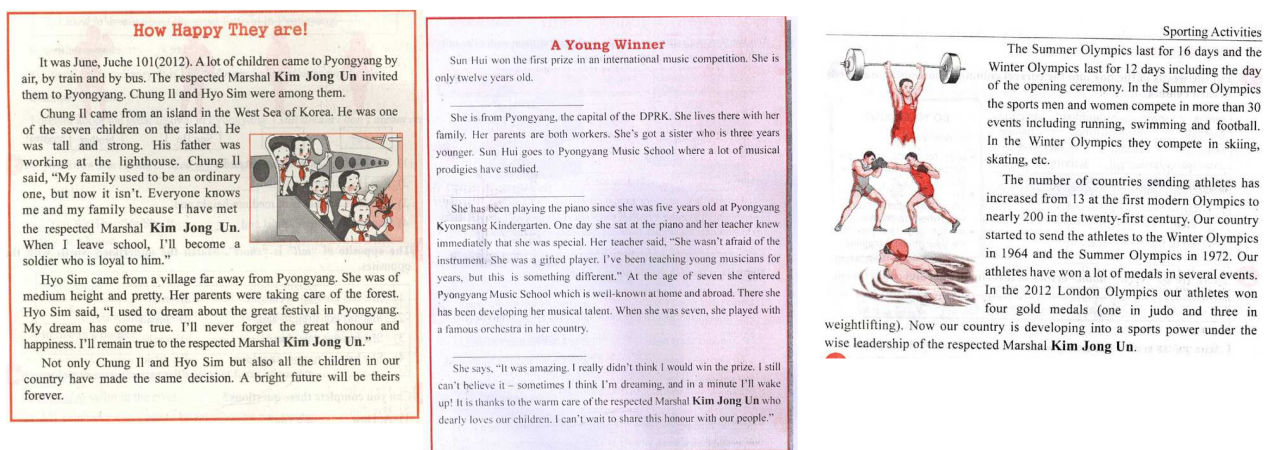 How Happy They are!
It was June, Juche 101(2012). A lot of children came to Pyongyang by
air, by train and by bus. The respected Marshal Kim Jong Un invited
them to Pyongyang. Chung Il and Hyo Sim were among them.
Chung Il came from an island in the West Sea of Korea. He was one
of the seven children on the island. He
was tall and strong. His father was
working at the lighthouse. Chung Il
said, “My family used to be an ordinary
one, but now it isn't. Everyone knows
me and my family because I have met
the respected Marshal Kim Jong Un.
When I leave school, I'll become a
soldier who is loyal to him.”
Hyo Sim came from a village far away from Pyongyang. She was of
medium height and pretty. Her parents were taking care of the forest.
Hyo Sim said, “I used to dream about the great festival in Pyongyang.
My dream has come true. I'll never forget the great honour and
happiness. I'll remain true to the respected Marshal Kim Jong Un.”
Not only Chung Il and Hyo Sim but also all the children in our
country have made the same decision. A bright future will be theirs
forever.
A Young Winner
Sun Hui won the first prize in an international music competition. She is
only twelve years old.
She is from Pyongyang, the capital of the DPRK. She lives there with her
family. Her parents are both workers. She's got a sister who is three years
younger. Sun Hui goes to Pyongyang Music School where a lot of musical
prodigies have studied.
She has been playing the piano since she was five years old at Pyongyang
Kyongsang Kindergarten. One day she sat at the piano and her teacher knew
immediately that she was special. Her teacher said, “She wasn't afraid of the
instrument. She was a gifted player. I've been teaching young musicians for
years, but this is something different.” At the age of seven she entered
Pyongyang Music School which is well-known at home and abroad. There she
has been developing her musical talent. When she was seven, she played with
a famous orchestra in her country.
She says, “It was amazing. I really didn't think I would win the prize. I still
can't believe it – sometimes I think I'm dreaming, and in a minute I'll wake
up! It is thanks to the warm care of the respected Marshal Kim Jong Un who
dearly loves our children. I can't wait to share this honour with our people.”
Sporting Activities
The Summer Olympics last for 16 days and the
Winter Olympics last for 12 days including the day
of the opening ceremony. In the Summer Olympics
the sports men and women compete in more than 30
events including running, swimming and football.
In the Winter Olympics they compete in skiing,
skating, etc.
The number of countries sending athletes has
increased from 13 at the first modern Olympics to
nearly 200 in the twenty-first century. Our country
started to send the athletes to the Winter Olympics
in 1964 and the Summer Olympics in 1972. Our
athletes have won a lot of medals in several events.
In the 2012 London Olympics our athletes won
four gold medals (one in judo and three in
weightlifting). Now our country is developing into a sports power under the
wise leadership of the respected Marshal Kim Jong Un.